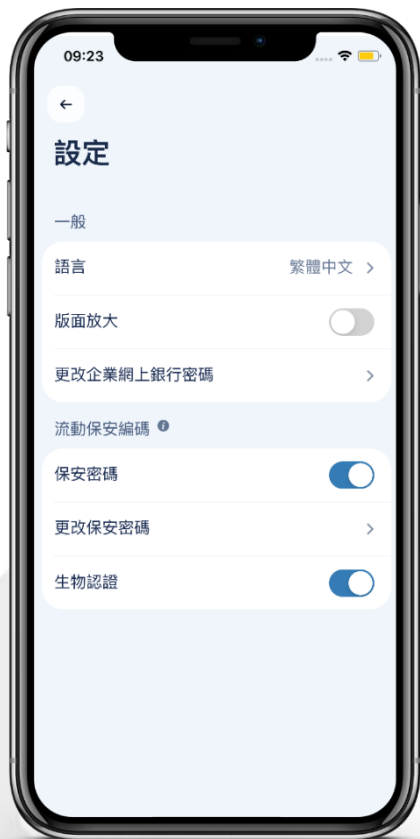 09:23
設定
一般
語言 繁體中文
版面放大
更改企業網上銀行密碼
流動保安編碼
保安密碼
更改保安密碼
生物認證